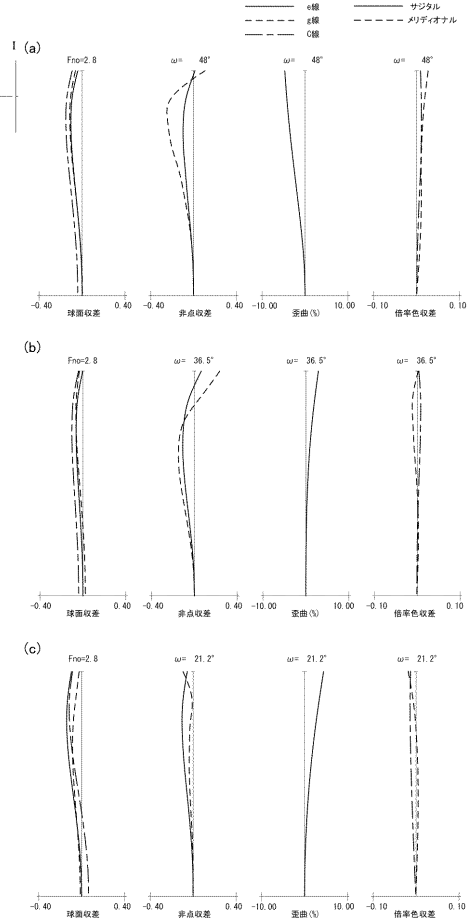 e線 サジタル
g線 メリディオナル
C線
I (a)
Fno=2.8 ω= 48° ω= 48° ω= 48°
-0.40 0.40 -0.40 0.40 -10.00 10.00 -0.10 0.10
球面収差 非点収差 歪曲(%) 倍率色収差
(b)
Fno=2.8 ω= 36.5° ω= 36.5° ω= 36.5°
-0.40 0.40 -0.40 0.40 -10.00 10.00 -0.10 0.10
球面収差 非点収差 歪曲(%) 倍率色収差
(c)
Fno=2.8 ω= 21.2° ω= 21.2° ω= 21.2°
-0.40 0.40 -0.40 0.40 -10.00 10.00 -0.10 0.10
球面収差 非点収差 歪曲(%) 倍率色収差